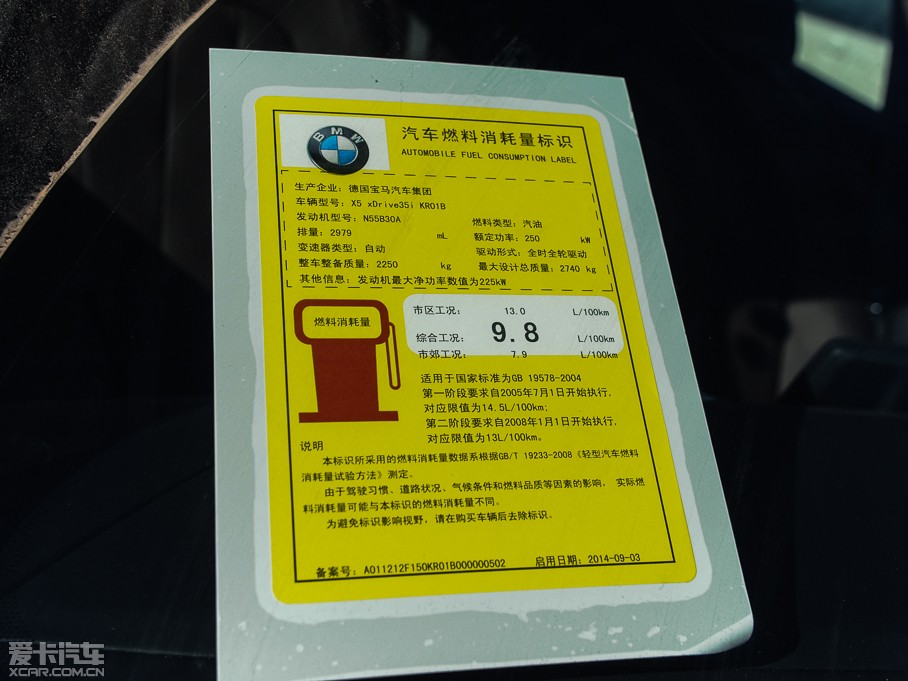 BMW
汽车燃料消耗量标识
AUTOMOBILE FUEL CONSUMPTION LABEL
生产企业：德国宝马汽车集团
车辆型号：X5 xDrive35i KR01B
发动机型号：N55B30A 燃料类型：汽油
排量：2979 mL 额定功率：250 kW
变速器类型：自动 驱动形式：全时全轮驱动
整车整备质量：2250 kg 最大设计总质量：2740 kg
其他信息：发动机最大净功率数值为225kW
燃料消耗量
市区工况： 13.0 L/100km
综合工况： 9.8 L/100km
市郊工况： 7.9 L/100km
适用于国家标准为GB 19578-2004
第一阶段要求自2005年7月1日开始执行，
对应限值为14.5L/100km;
第二阶段要求自2008年1月1日开始执行，
对应限值为13L/100km。
说明
本标识所采用的燃料消耗量数据系根据GB/T 19233-2008《轻型汽车燃料
消耗量试验方法》测定。
由于驾驶习惯、道路状况、气候条件和燃料品质等因素的影响， 实际燃
料消耗量可能与本标识的燃料消耗量不同。
为避免标识影响视野，请在购买车辆后去除标识。
备案号：A011212F150KR01B000000502 启用日期：2014-09-03
爱卡汽车
XCAR.COM.CN